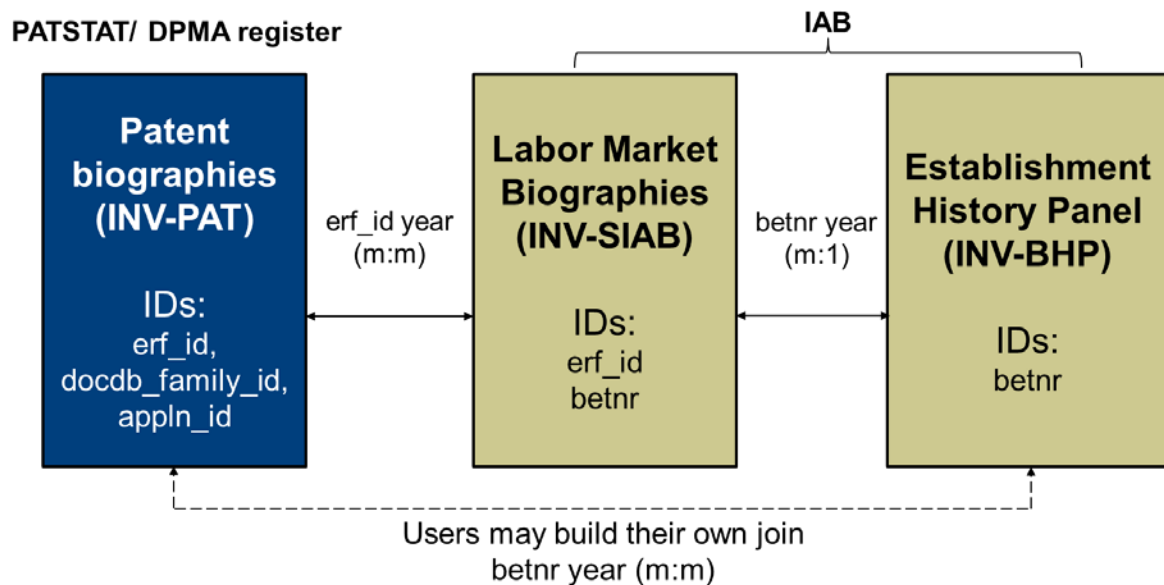 PATSTAT/ DPMA register
IAB
Patent
biographies
(INV-PAT)
IDs:
erf_id,
docdb_family_id,
appln_id
erf_id year
(m:m)
Labor Market
Biographies
(INV-SIAB)
IDs:
erf_id
betnr
betnr year
(m:1)
Establishment
History Panel
(INV-BHP)
IDs:
betnr
Users may build their own join
betnr year (m:m)